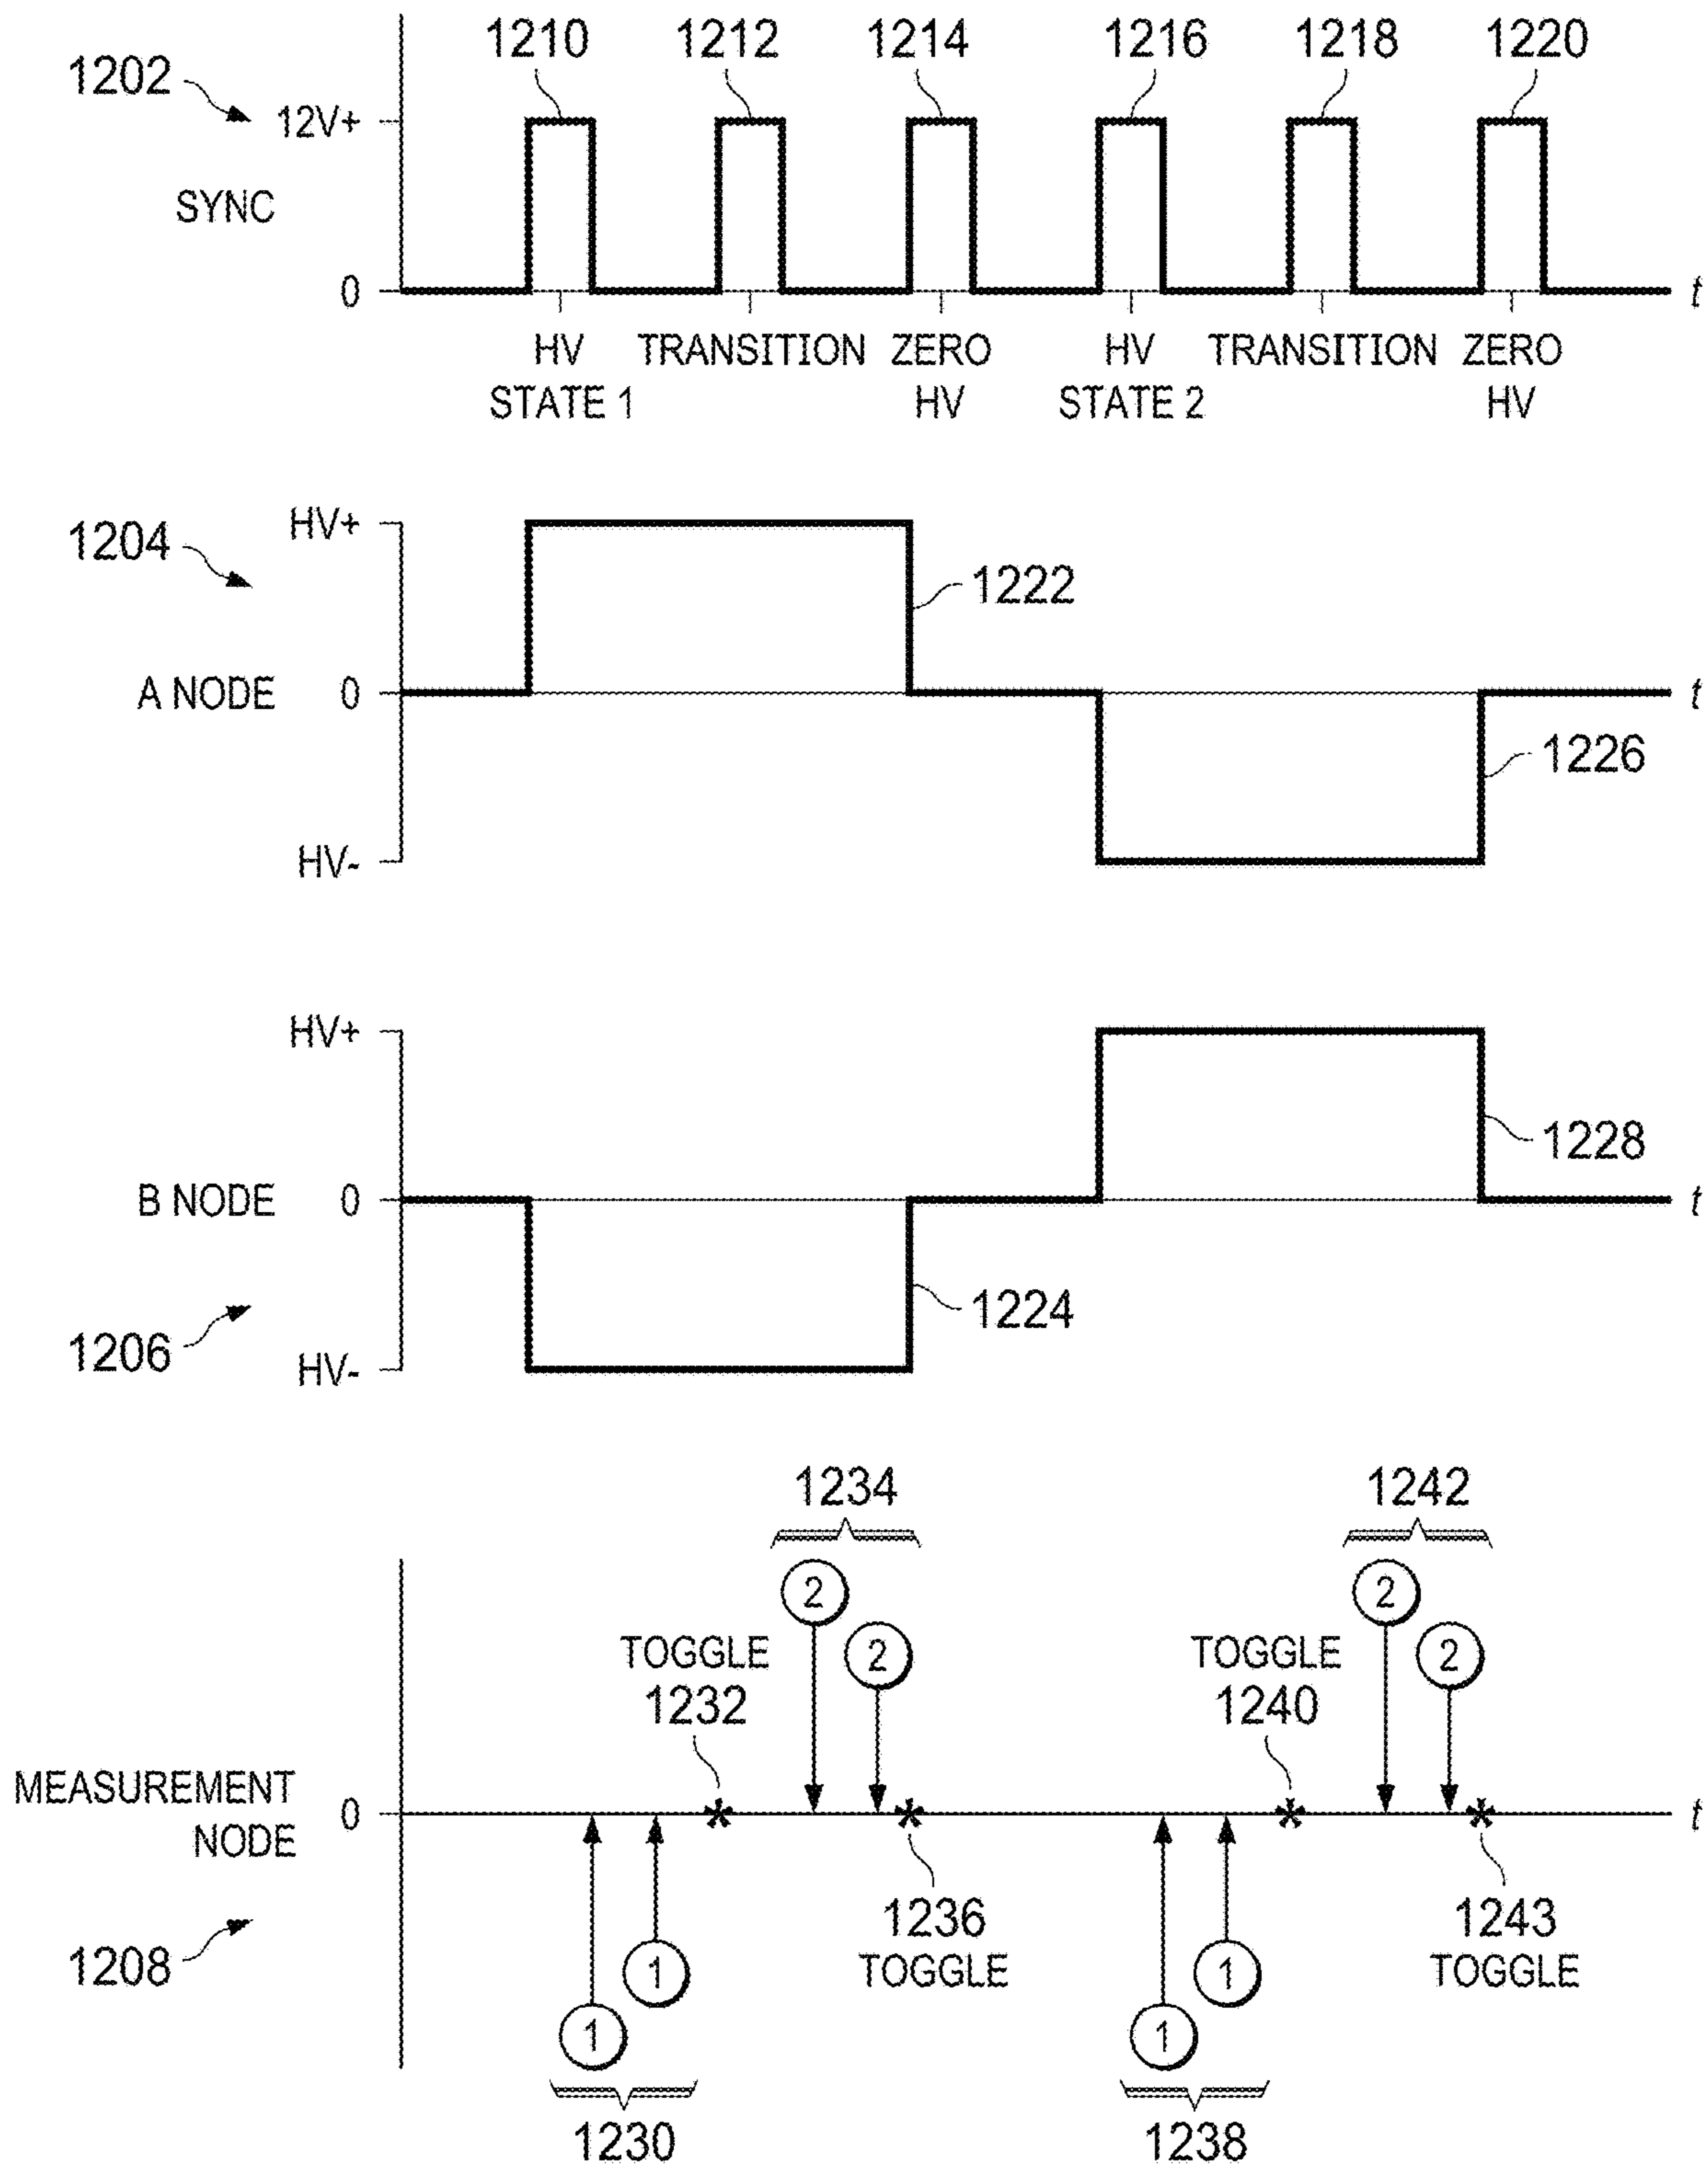 1210 1212 1214 1216 1218 1220
1202
12V+
SYNC
0 t
HV TRANSITION ZERO HV TRANSITION ZERO
STATE 1 HV STATE 2 HV
HV+
1204
1222
A NODE 0 t
1226
HV-
HV+
1228
B NODE 0 t
1224
1206
HV-
1234 1242
2 2
TOGGLE 2 TOGGLE 2
1232 1240
MEASUREMENT
0 t
NODE
1236 1243
1208 1 TOGGLE 1 TOGGLE
1 1
1230 1238